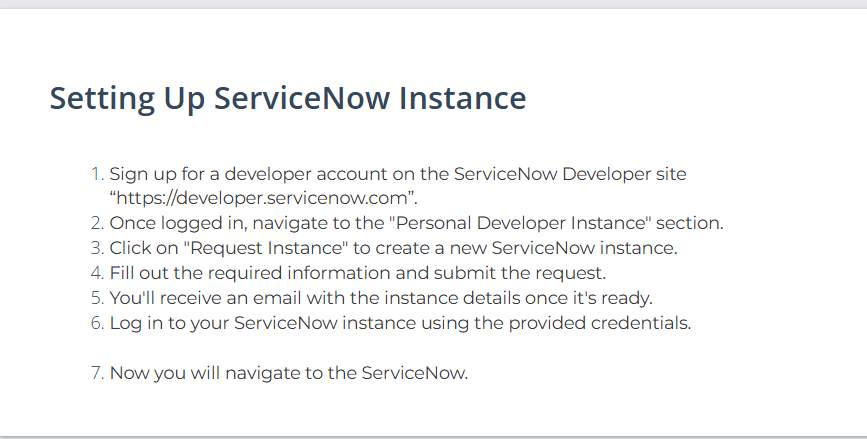 Setting Up ServiceNow Instance
1. Sign up for a developer account on the ServiceNow Developer site
“https://developer.servicenow.com”.
2. Once logged in, navigate to the "Personal Developer Instance" section.
3. Click on "Request Instance" to create a new ServiceNow instance.
4. Fill out the required information and submit the request.
5. You'll receive an email with the instance details once it's ready.
6. Log in to your ServiceNow instance using the provided credentials.
7. Now you will navigate to the ServiceNow.